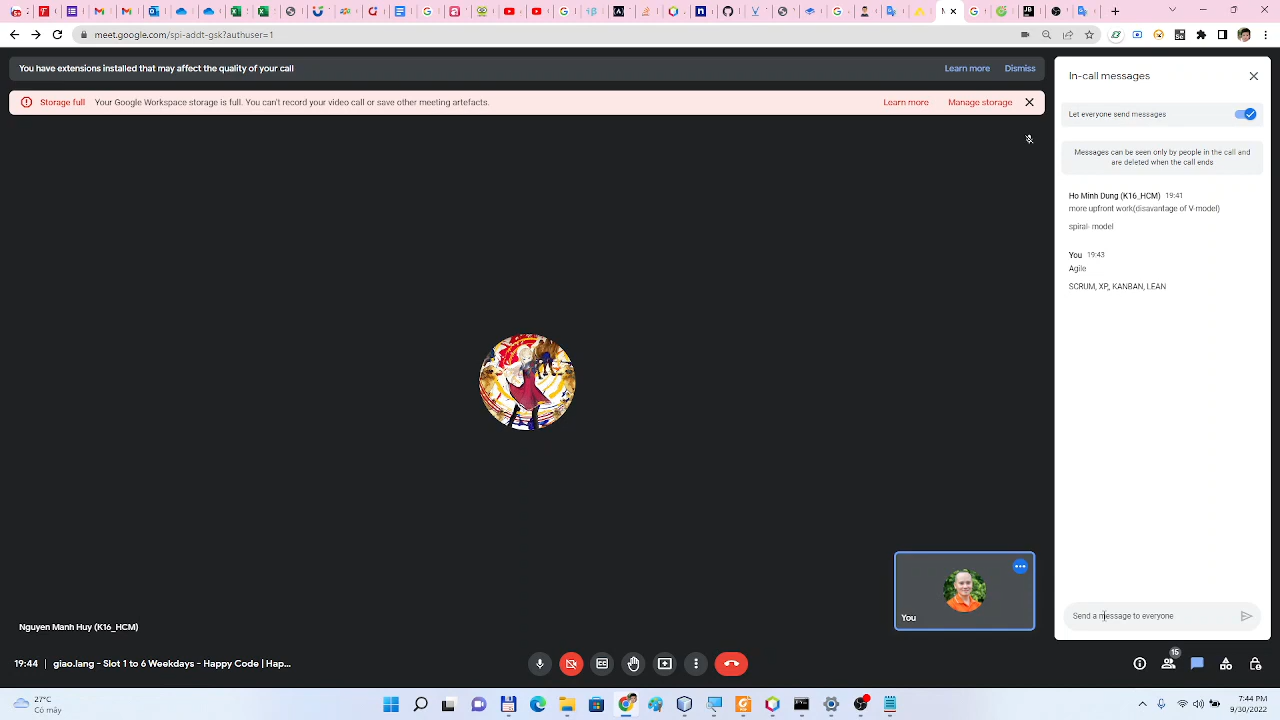 meet.google.com/spi-addt-gsk?authuser=1
You have extensions installed that may affect the quality of your call
Learn more
Dismiss
Storage full
Your Google Workspace storage is full. You can't record your video call or save other meeting artefacts.
Learn more
Manage storage
In-call messages
Let everyone send messages
Messages can be seen only by people in the call and
are deleted when the call ends
Ho Minh Dung (K16_HCM) 19:41
more upfront work(disavantage of V-model)
spiral- model
You 19:43
Agile
SCRUM, XP,, KANBAN, LEAN
Send a message to everyone
You
Nguyen Manh Huy (K16_HCM)
19:44
giao.lang - Slot 1 to 6 Weekdays - Happy Code | Hap...
15
27°C
Có mây
7:44 PM
9/30/2022